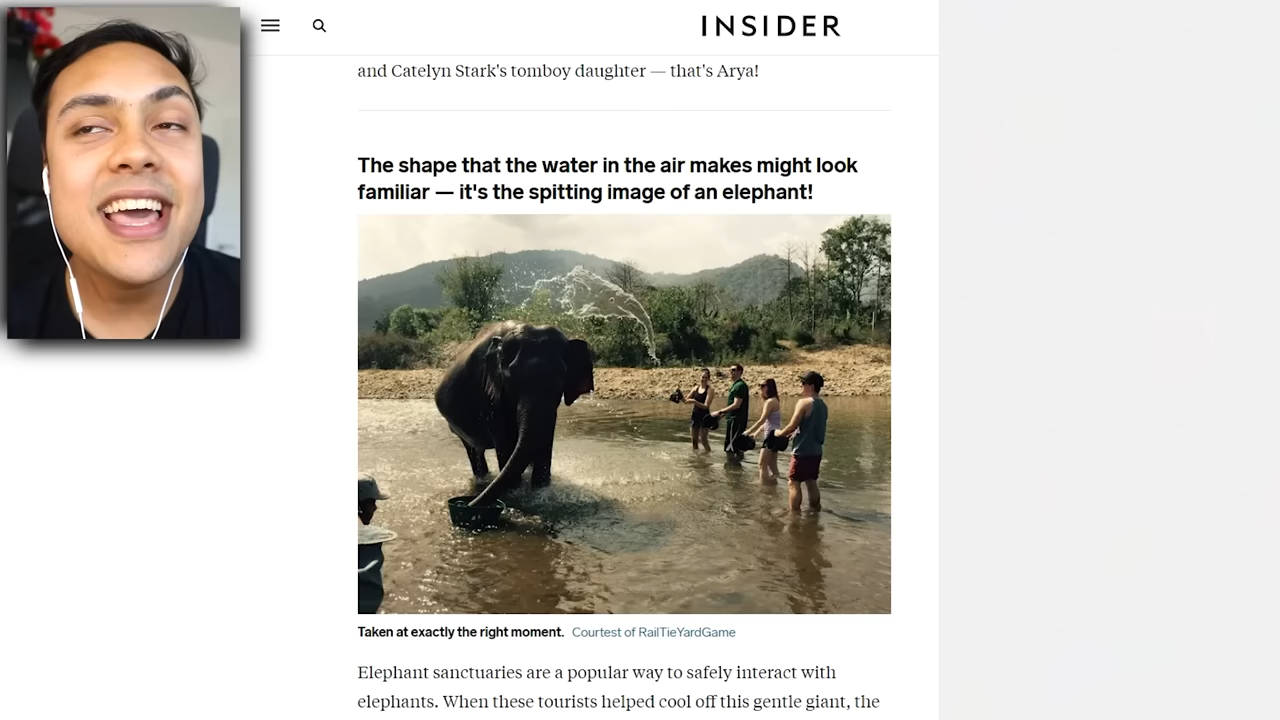 INSIDER
and Catelyn Stark's tomboy daughter — that's Arya!
The shape that the water in the air makes might look
familiar — it's the spitting image of an elephant!
Taken at exactly the right moment. Courtesy of RailTieYardGame
Elephant sanctuaries are a popular way to safely interact with
elephants. When these tourists helped cool off this gentle giant, the